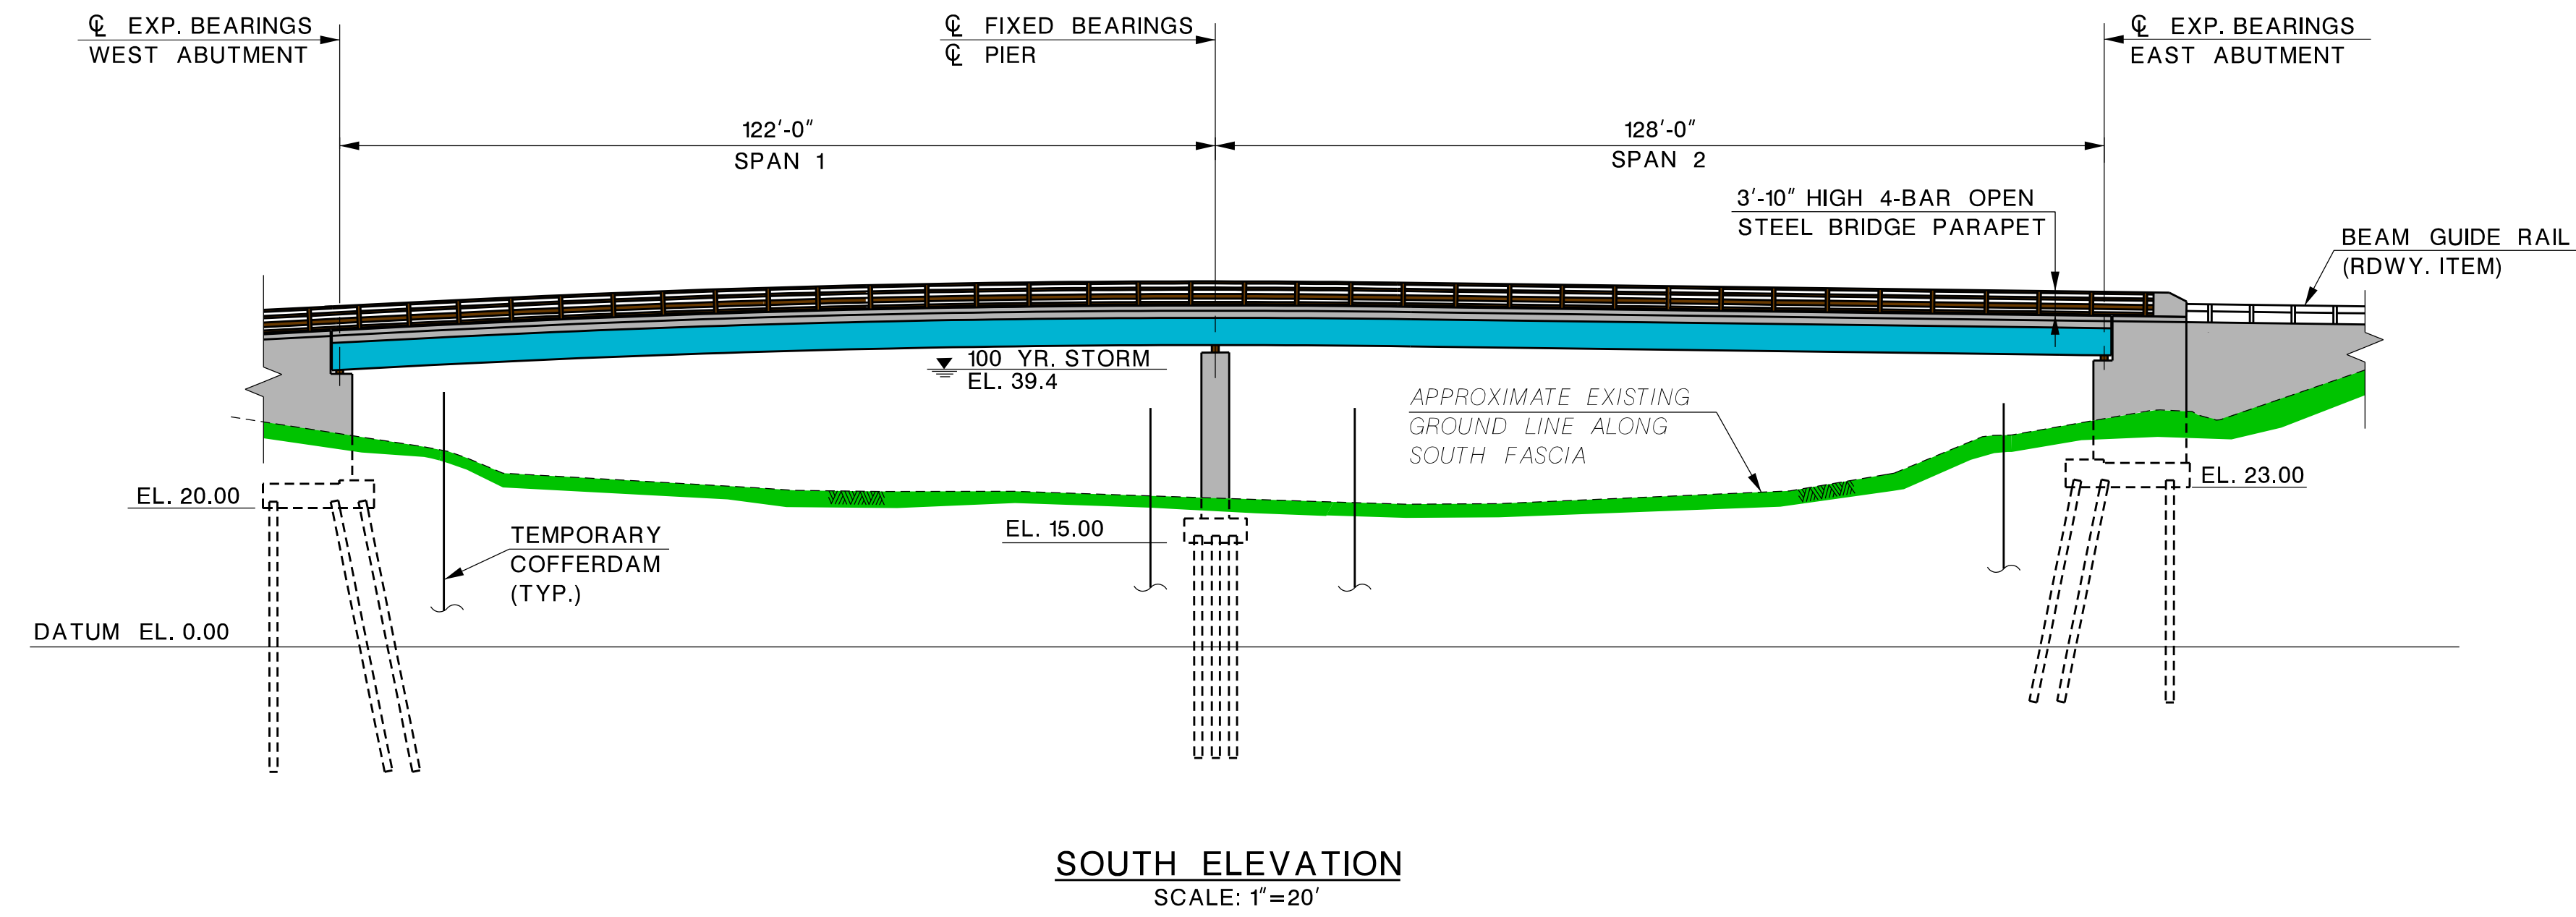 ℄ EXP. BEARINGS
WEST ABUTMENT
℄ FIXED BEARINGS
℄ PIER
℄ EXP. BEARINGS
EAST ABUTMENT
122'-0"
SPAN 1
128'-0"
SPAN 2
3'-10" HIGH 4-BAR OPEN
STEEL BRIDGE PARAPET
BEAM GUIDE RAIL
(RDWY. ITEM)
100 YR. STORM
EL. 39.4
APPROXIMATE EXISTING
GROUND LINE ALONG
SOUTH FASCIA
EL. 20.00
EL. 23.00
EL. 15.00
TEMPORARY
COFFERDAM
(TYP.)
DATUM EL. 0.00
SOUTH ELEVATION
SCALE: 1"=20'